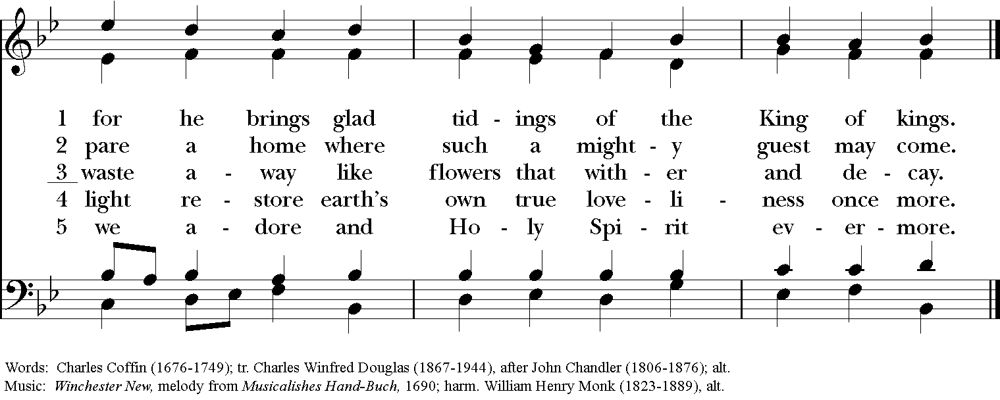 1 for he brings glad tid - ings of the King of kings.
2 pare a home where such a might - y guest may come.
3 waste a - way like flowers that with - er and de - cay.
4 light re - store earth’s own true love - li - ness once more.
5 we a - dore and Ho - ly Spi - rit ev - er - more.
Words: Charles Coffin (1676-1749); tr. Charles Winfred Douglas (1867-1944), after John Chandler (1806-1876); alt.
Music: Winchester New, melody from Musicalishes Hand-Buch, 1690; harm. William Henry Monk (1823-1889), alt.